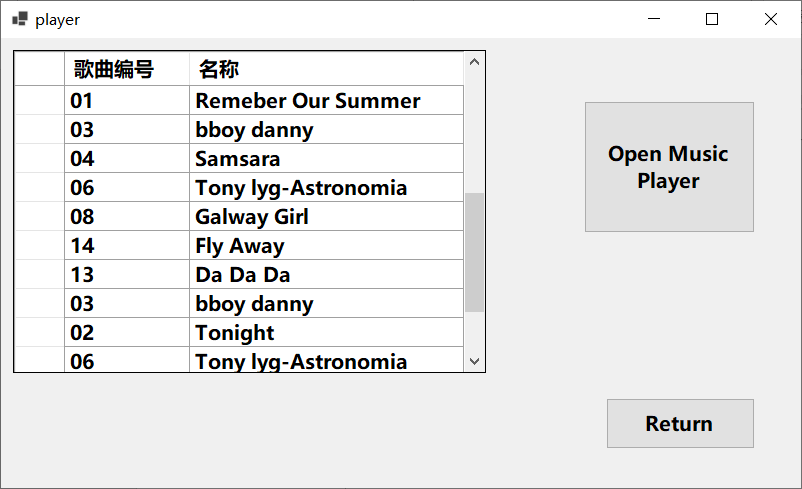 player
歌曲编号 名称
01 Remeber Our Summer
03 bboy danny
04 Samsara
06 Tony lyg-Astronomia
08 Galway Girl
14 Fly Away
13 Da Da Da
03 bboy danny
02 Tonight
06 Tony lyg-Astronomia
Open Music
Player
Return